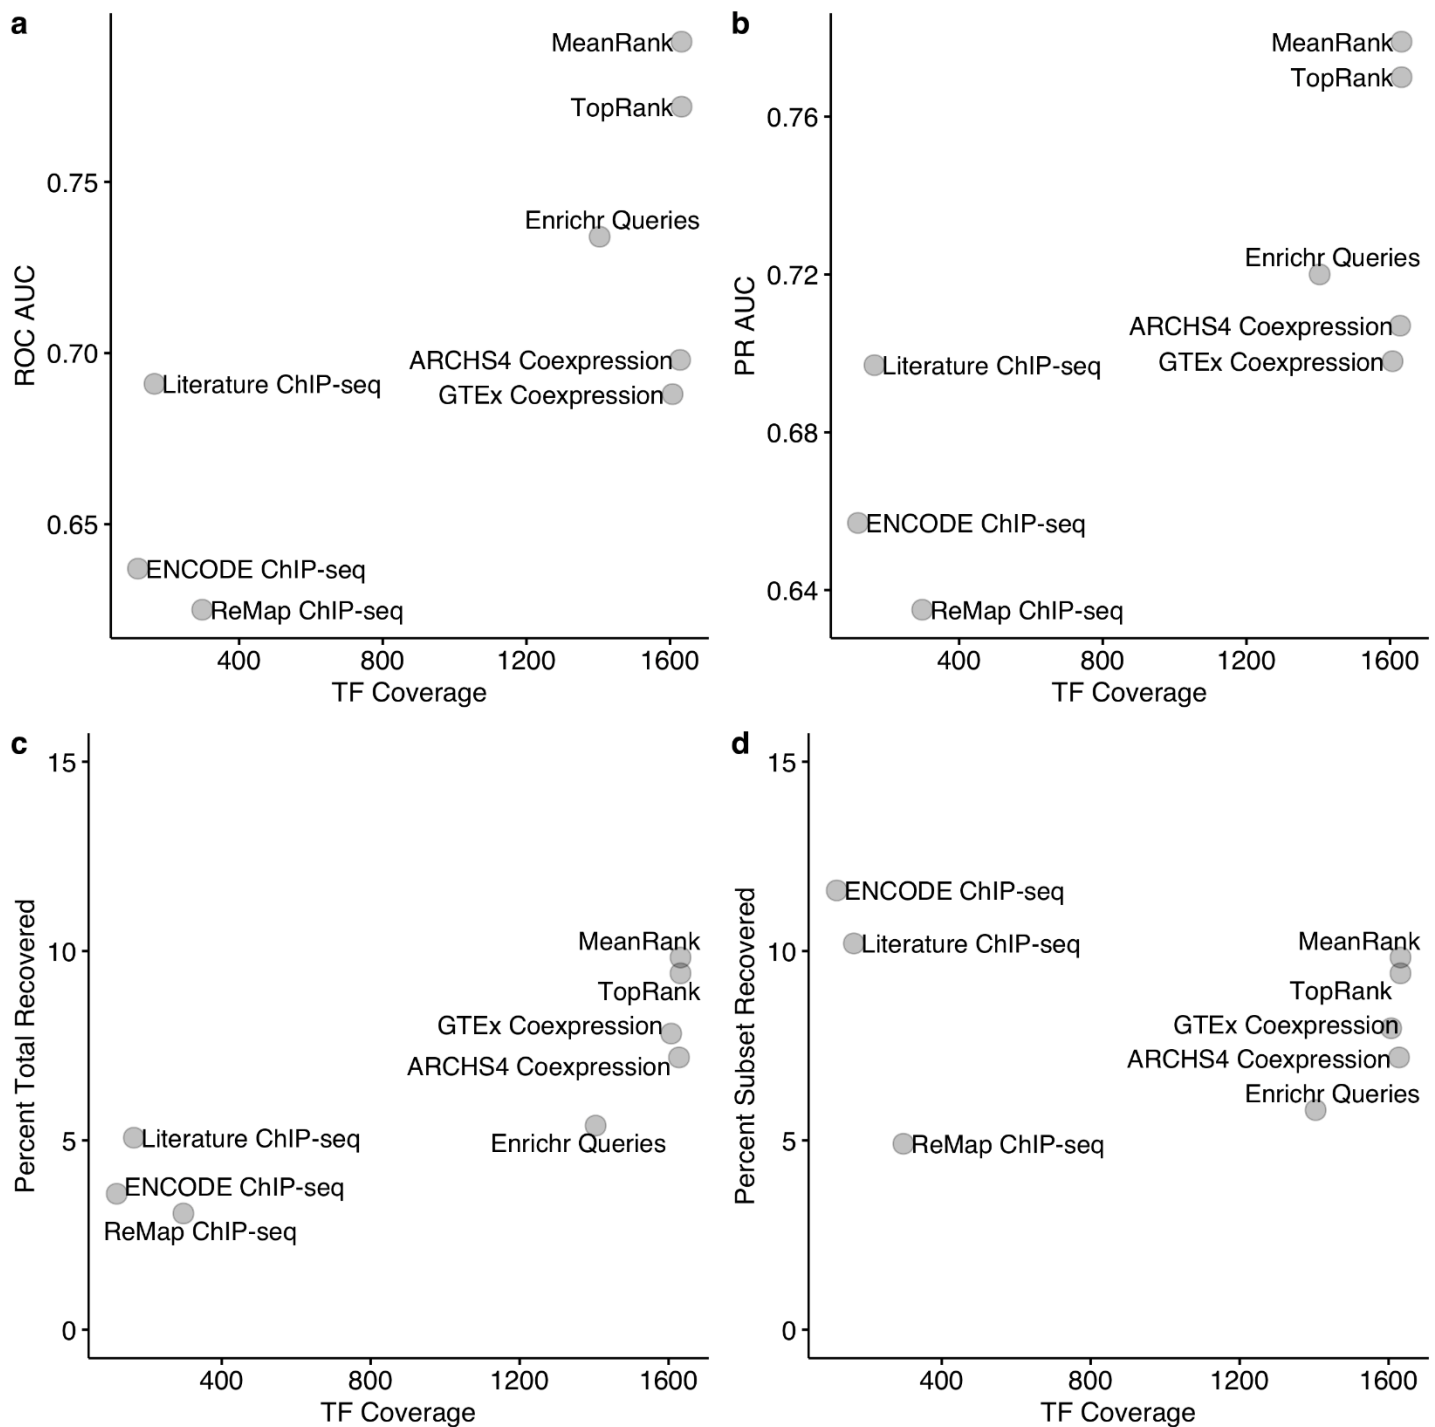 a
MeanRank
TopRank
0.75
Enrichr Queries
ROC AUC
0.70
ARCHS4 Coexpression
Literature ChIP-seq
GTEx Coexpression
0.65
ENCODE ChIP-seq
ReMap ChIP-seq
400 800 1200 1600
TF Coverage
b
MeanRank
TopRank
0.76
Enrichr Queries
0.72
PR AUC
ARCHS4 Coexpression
Literature ChIP-seq
GTEx Coexpression
0.68
ENCODE ChIP-seq
0.64
ReMap ChIP-seq
400 800 1200 1600
TF Coverage
c
15
Percent Total Recovered
MeanRank
10
TopRank
GTEx Coexpression
ARCHS4 Coexpression
5
Literature ChIP-seq
Enrichr Queries
ENCODE ChIP-seq
ReMap ChIP-seq
0
400 800 1200 1600
TF Coverage
d
15
Percent Subset Recovered
ENCODE ChIP-seq
Literature ChIP-seq
MeanRank
10
TopRank
GTEx Coexpression
ARCHS4 Coexpression
Enrichr Queries
5
ReMap ChIP-seq
0
400 800 1200 1600
TF Coverage